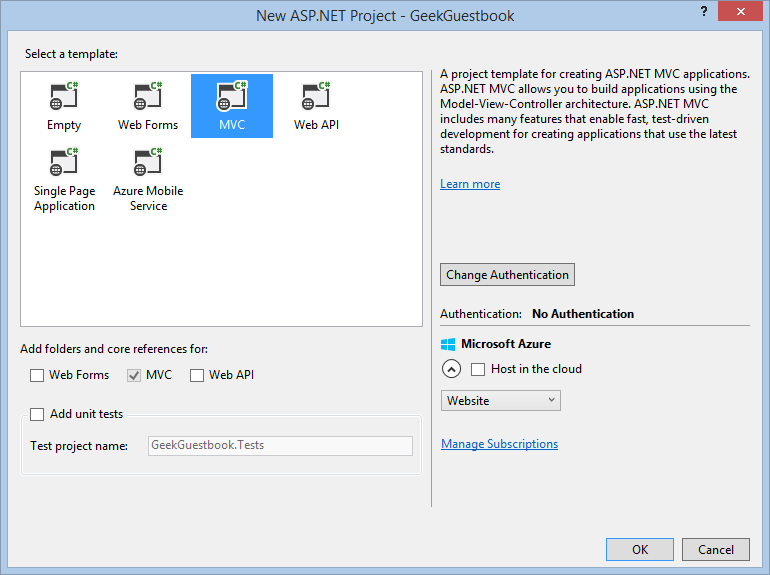 New ASP.NET Project - GeekGuestbook
?
Select a template:
C#
C#
C#
C#
Empty
Web Forms
MVC
Web API
C#
C#
Single Page
Application
Azure Mobile
Service
A project template for creating ASP.NET MVC applications.
ASP.NET MVC allows you to build applications using the
Model-View-Controller architecture. ASP.NET MVC
includes many features that enable fast, test-driven
development for creating applications that use the latest
standards.
Learn more
Change Authentication
Authentication: No Authentication
Microsoft Azure
Host in the cloud
Website
Manage Subscriptions
Add folders and core references for:
Web Forms
MVC
Web API
Add unit tests
Test project name:
GeekGuestbook.Tests
OK
Cancel